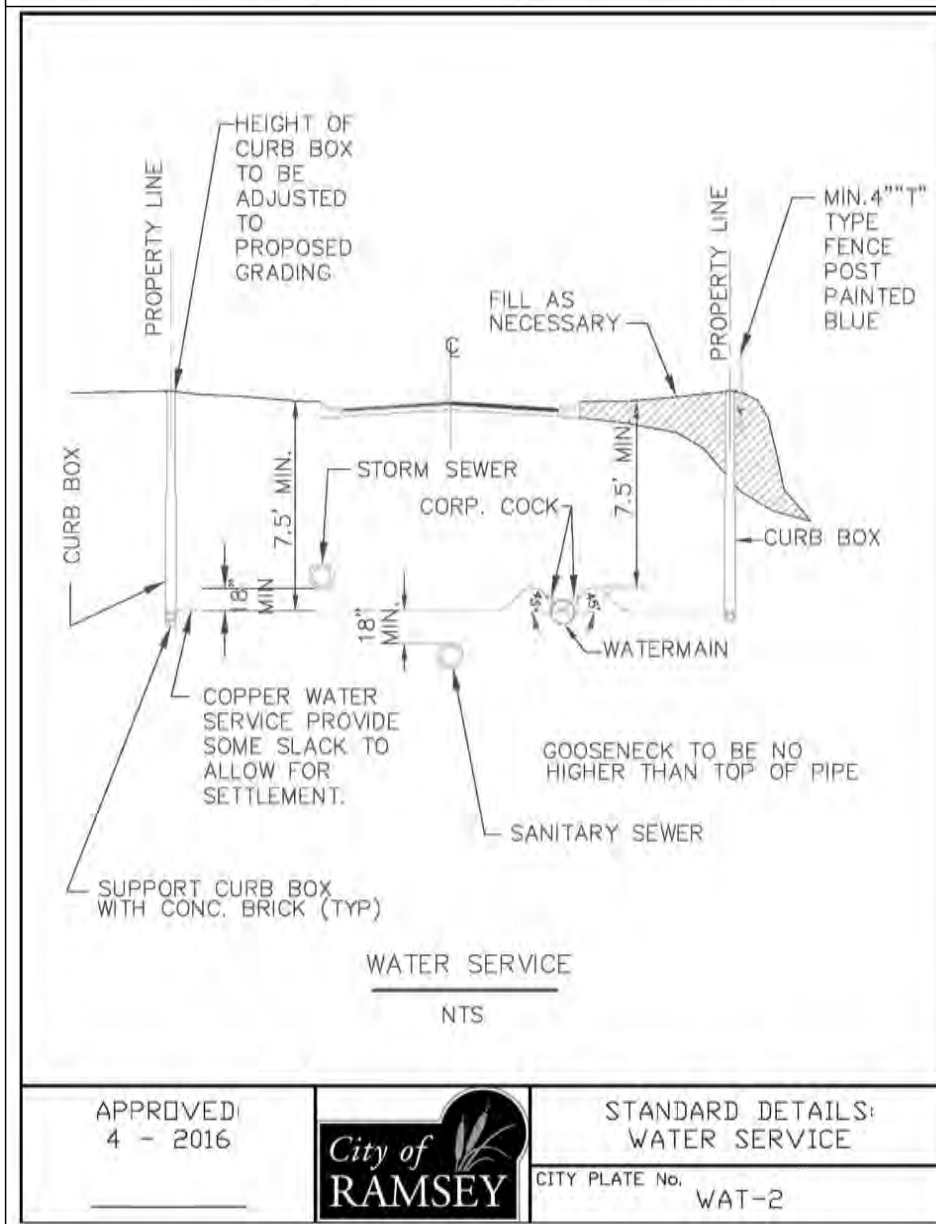 HEIGHT OF
CURB BOX
TO BE
ADJUSTED
TO
PROPOSED
GRADING
PROPERTY LINE
PROPERTY LINE
MIN. 4""T"
TYPE
FENCE
POST
PAINTED
BLUE
FILL AS
NECESSARY
℄
CURB BOX
7.5' MIN.
STORM SEWER
CORP. COCK
7.5' MIN.
CURB BOX
18"
MIN
18"
MIN.
45°
45°
WATERMAIN
COPPER WATER
SERVICE PROVIDE
SOME SLACK TO
ALLOW FOR
SETTLEMENT.
GOOSENECK TO BE NO
HIGHER THAN TOP OF PIPE
SANITARY SEWER
SUPPORT CURB BOX
WITH CONC. BRICK (TYP)
WATER SERVICE
NTS
APPROVED:
4 - 2016
City of
RAMSEY
STANDARD DETAILS:
WATER SERVICE
CITY PLATE No.
WAT-2